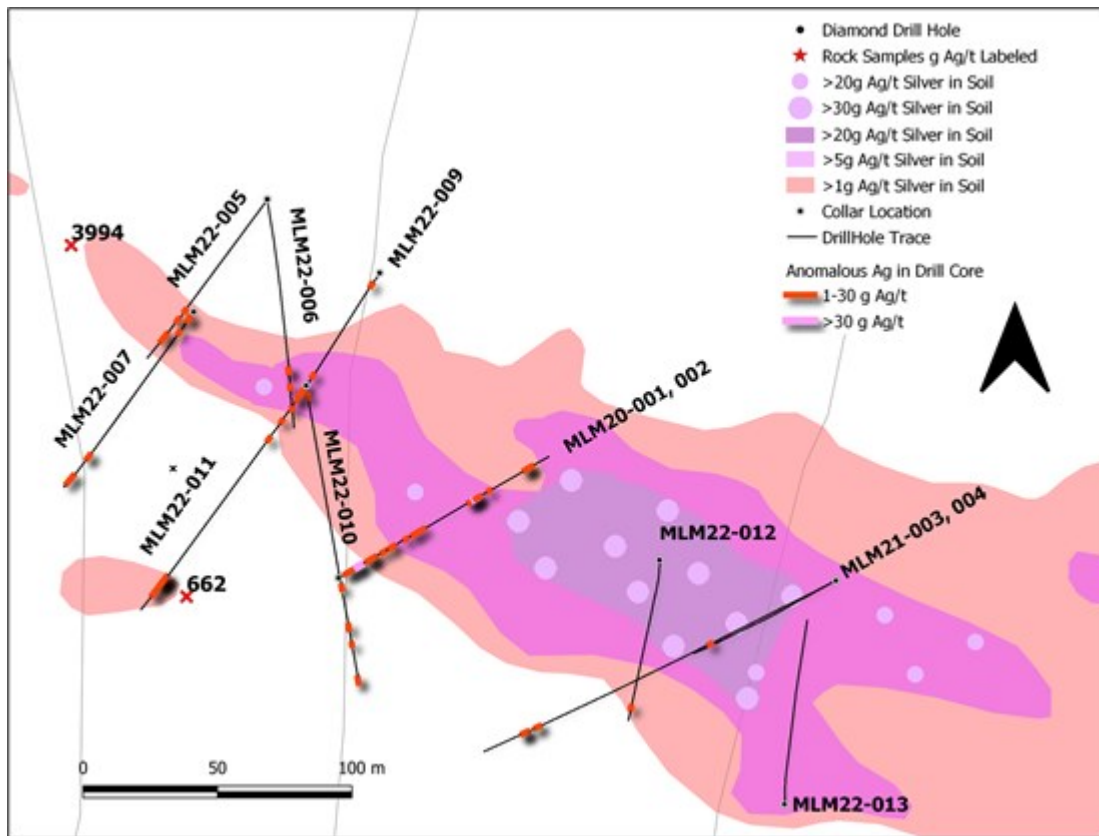 Diamond Drill Hole
Rock Samples g Ag/t Labeled
>20g Ag/t Silver in Soil
>30g Ag/t Silver in Soil
>20g Ag/t Silver in Soil
>5g Ag/t Silver in Soil
>1g Ag/t Silver in Soil
Collar Location
DrillHole Trace
Anomalous Ag in Drill Core
1-30 g Ag/t
>30 g Ag/t
3994
MLM22-005
MLM22-006
MLM22-009
MLM22-007
MLM22-011
MLM22-010
MLM20-001, 002
MLM22-012
MLM21-003, 004
662
MLM22-013
0 50 100 m